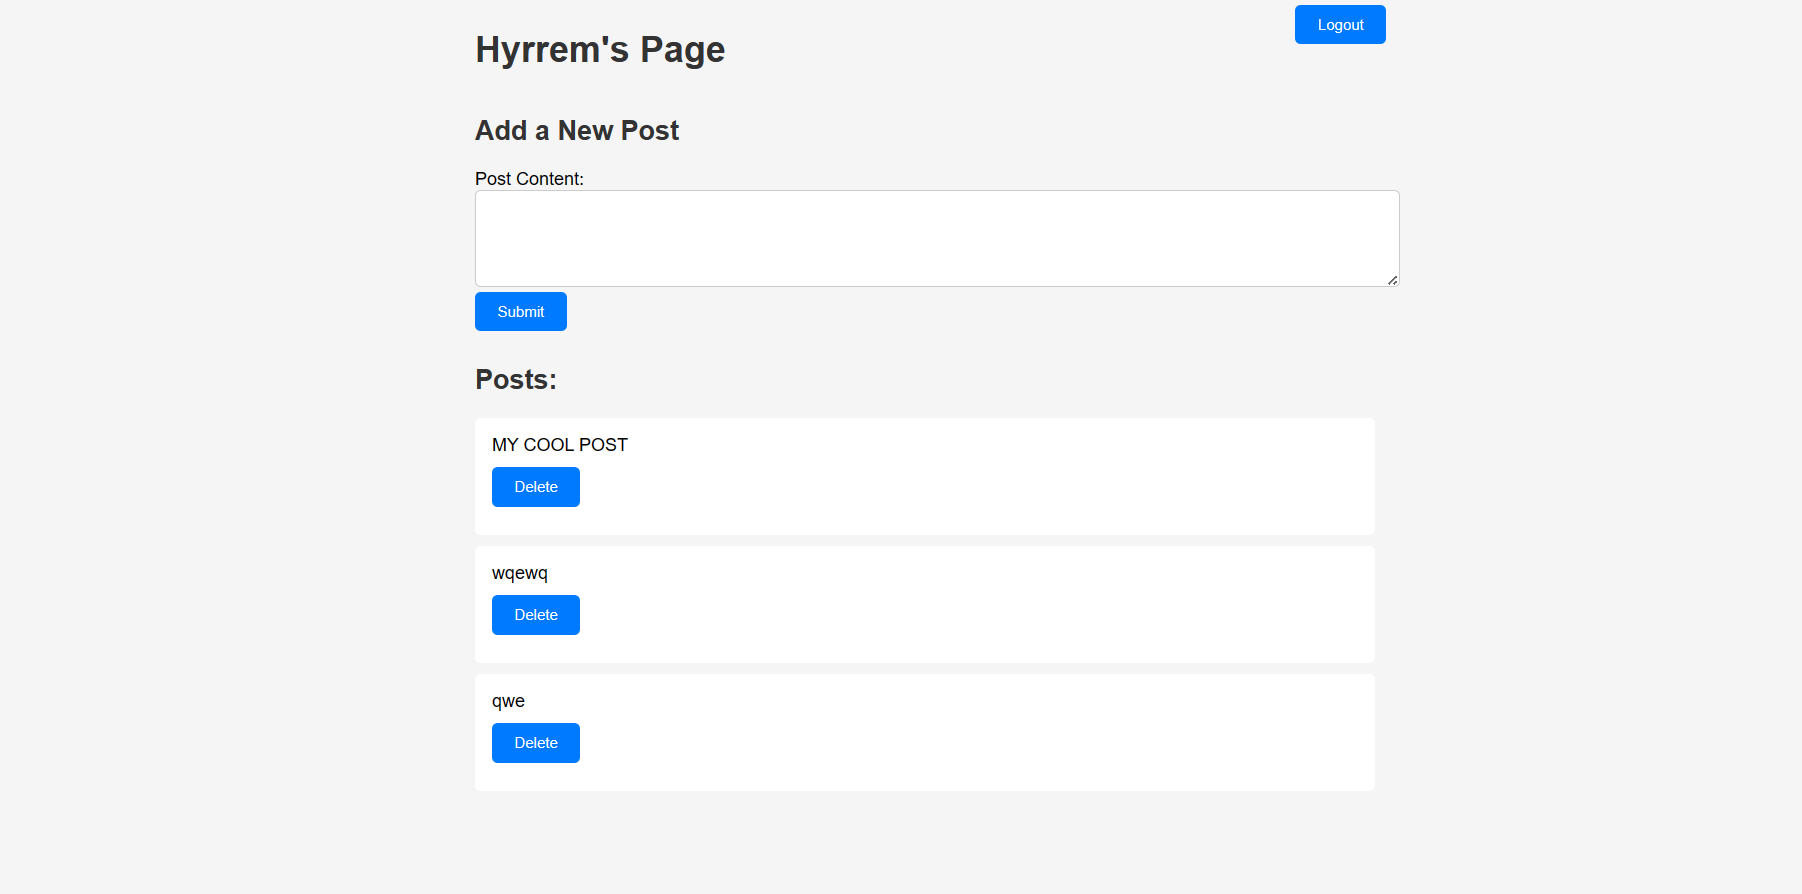 Logout
Hyrrem's Page
Add a New Post
Post Content:
Submit
Posts:
MY COOL POST
Delete
wqewq
Delete
qwe
Delete